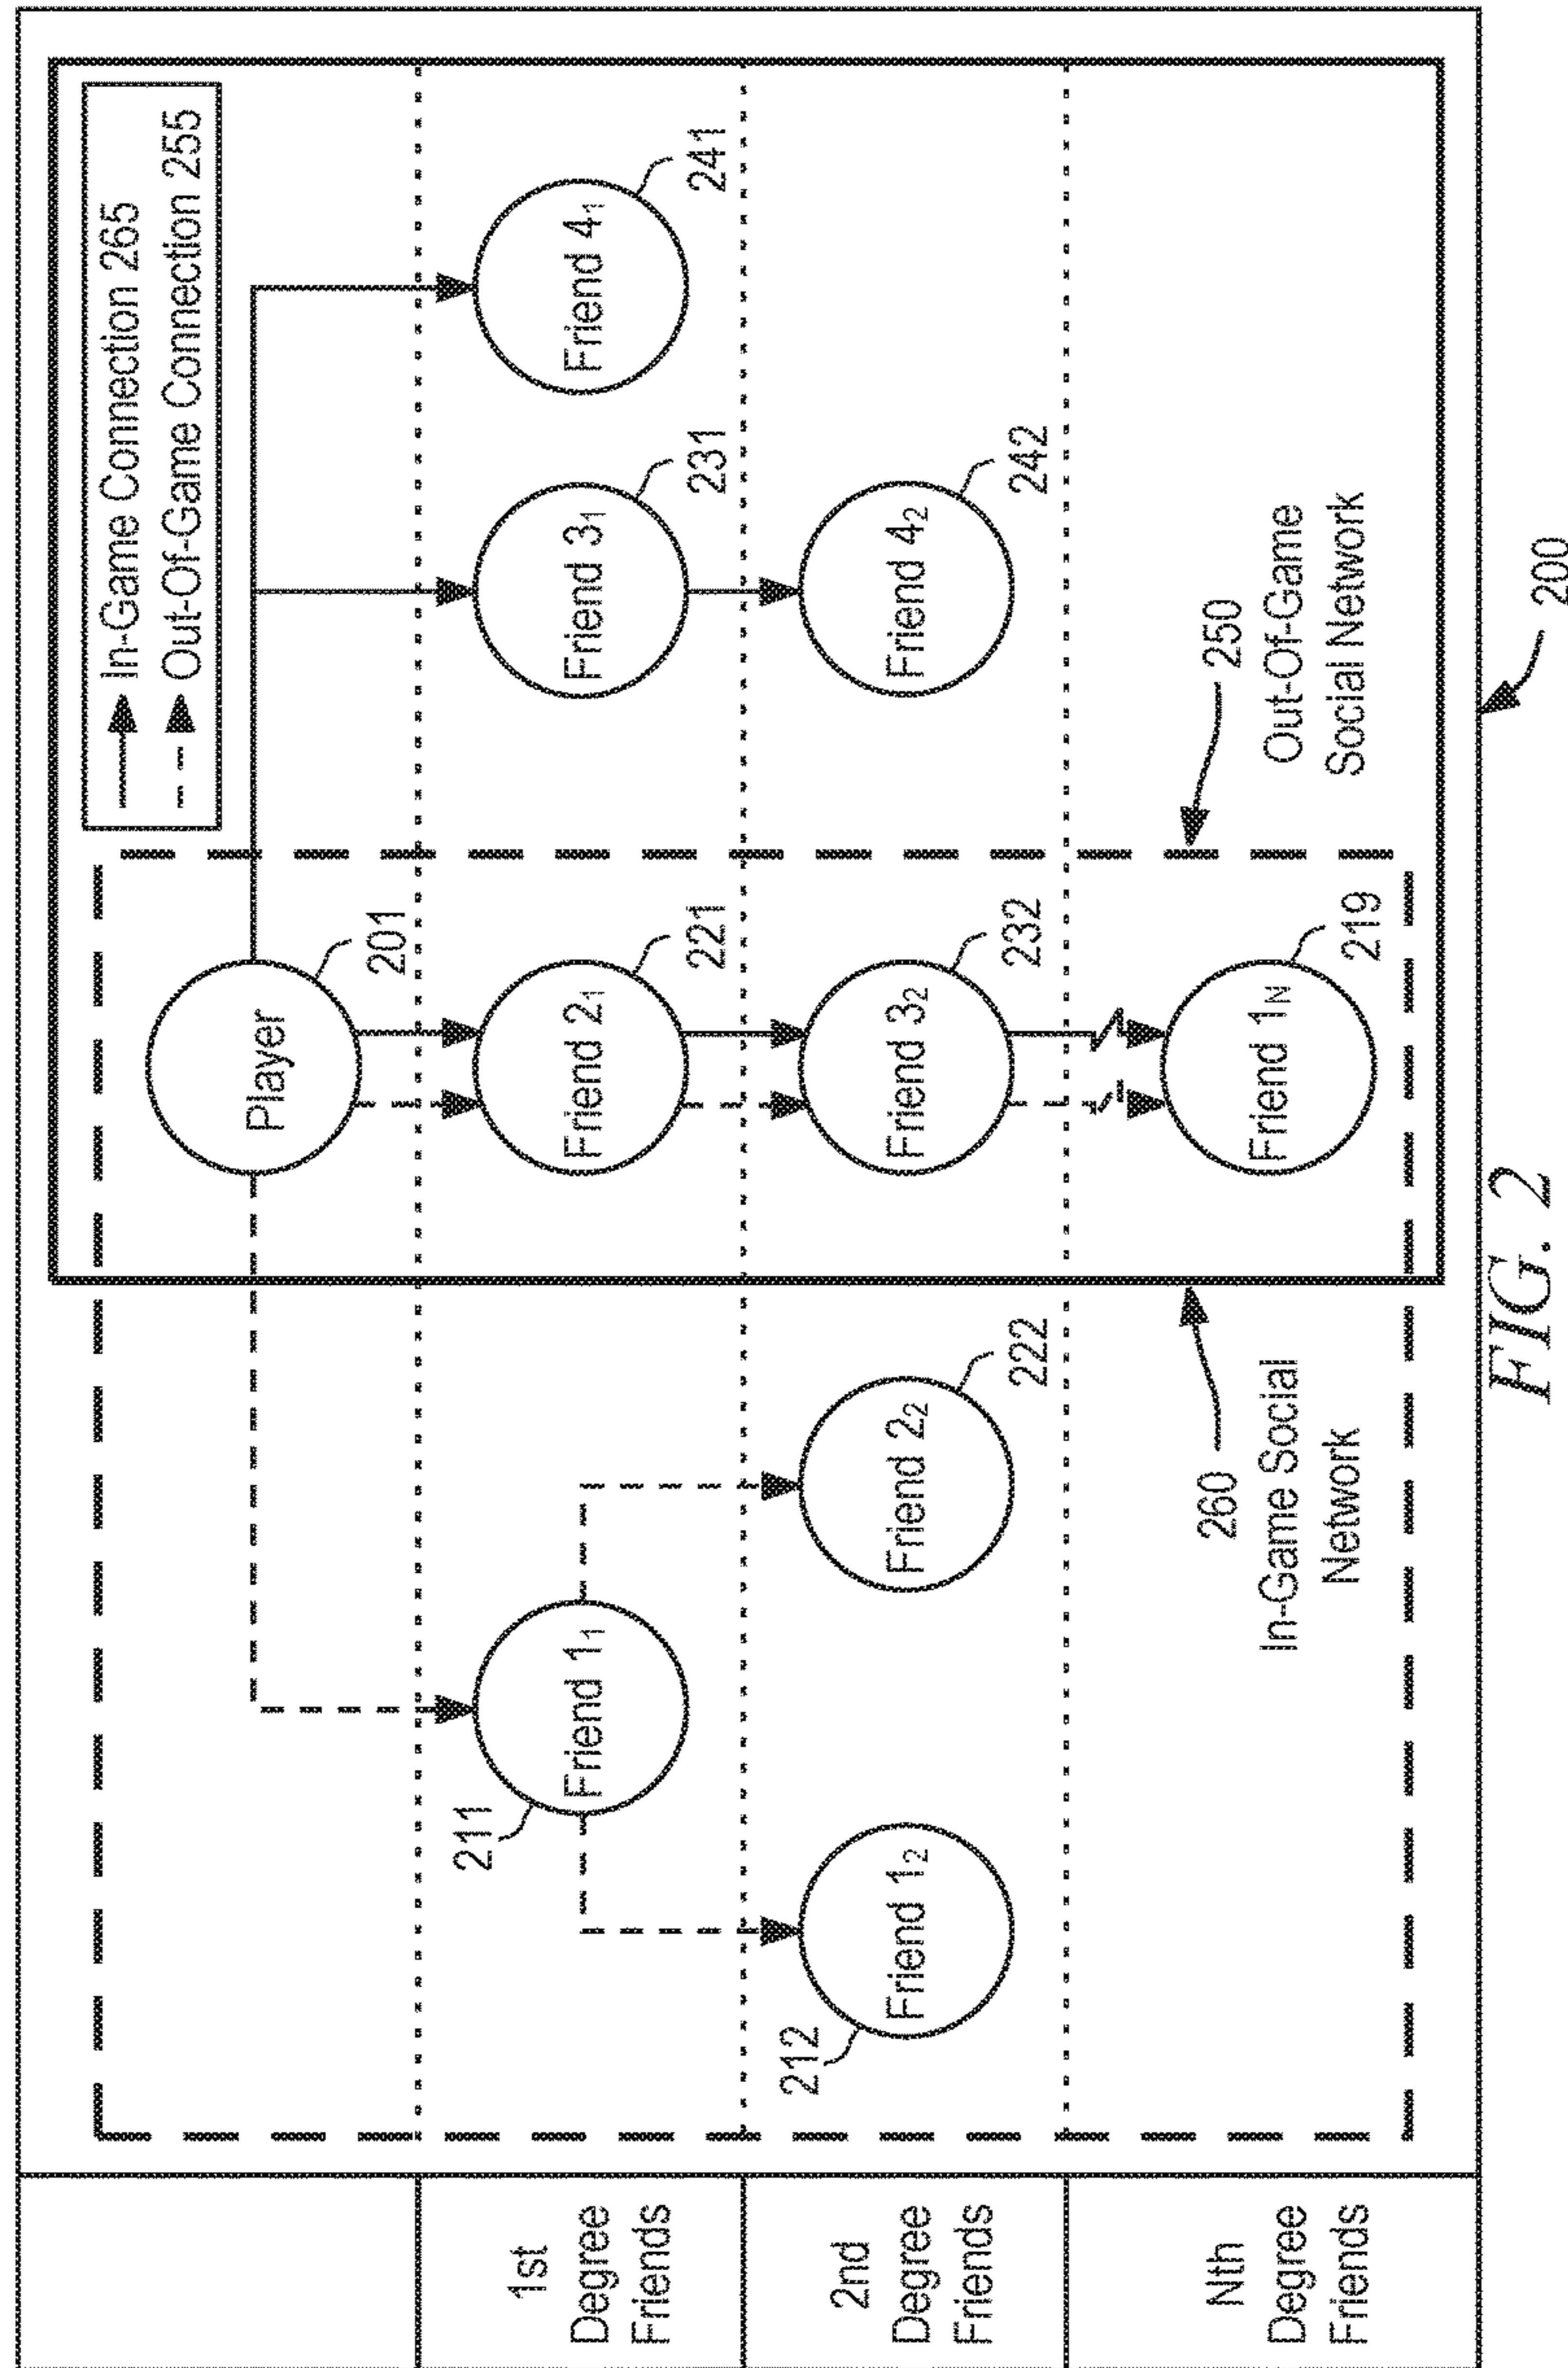 In-Game Connection 265
Out-Of-Game Connection 255
Player
201
1st
Degree
Friends
211
Friend 1₁
Friend 2₁
221
Friend 3₁
231
Friend 4₁
241
2nd
Degree
Friends
212
Friend 1₂
Friend 2₂
222
Friend 3₂
232
Friend 4₂
242
Nth
Degree
Friends
260
In-Game Social
Network
Friend 1N
219
250
Out-Of-Game
Social Network
200
FIG. 2